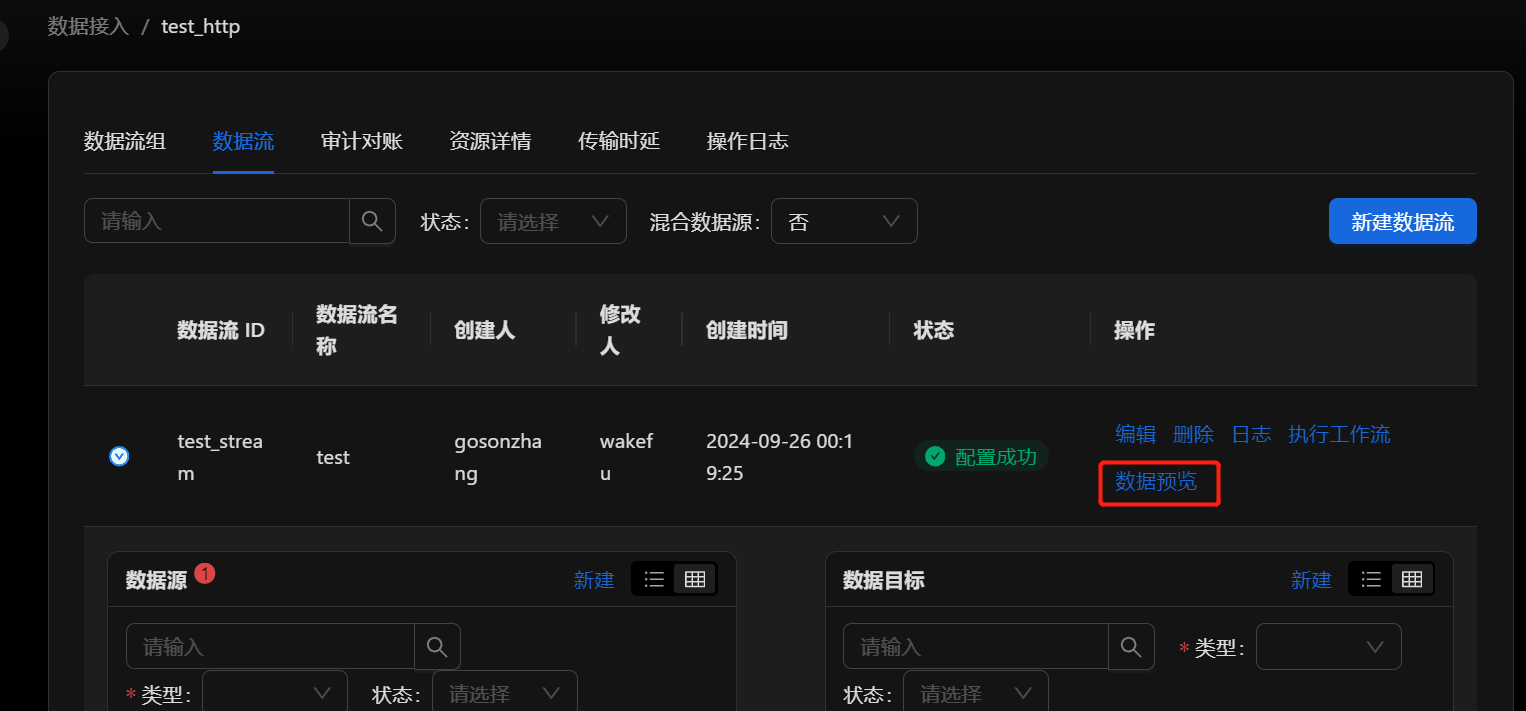 数据接入 / test_http
数据流组 数据流 审计对账 资源详情 传输时延 操作日志
请输入 状态: 请选择 混合数据源: 否 新建数据流
数据流 ID 数据流名称 创建人 修改人 创建时间 状态 操作
test_strea
m
test
gosonzha
ng
wakef
u
2024-09-26 00:1
9:25
配置成功
编辑 删除 日志 执行工作流
数据预览
数据源 1 新建
请输入
* 类型: 状态: 请选择
数据目标 新建
请输入 * 类型:
状态: 请选择